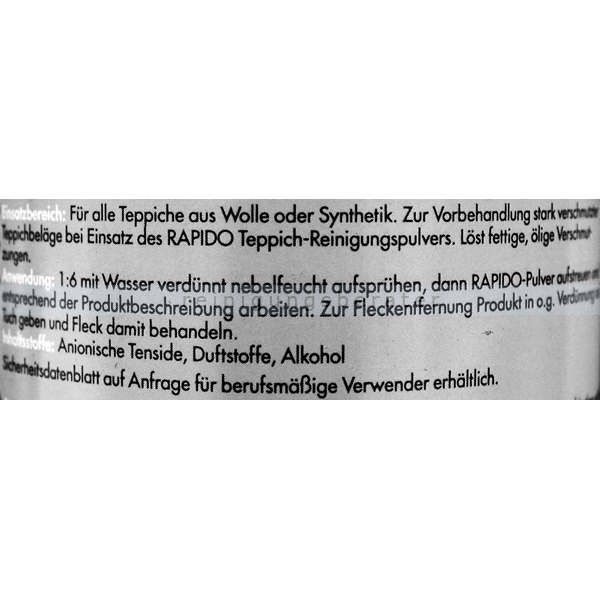 Einsatzbereich: Für alle Teppiche aus Wolle oder Synthetik. Zur Vorbehandlung stark verschmutzter
Teppichbeläge bei Einsatz des RAPIDO Teppich-Reinigungspulvers. Löst fettige, ölige Verschmut-
zungen.
Anwendung: 1:6 mit Wasser verdünnt nebelfeucht aufsprühen, dann RAPIDO-Pulver aufstreuen und
entsprechend der Produktbeschreibung arbeiten. Zur Fleckentfernung Produkt in o.g. Verdünnung
reinigungsberater
Tuch geben und Fleck damit behandeln.
Inhaltsstoffe: Anionische Tenside, Duftstoffe, Alkohol
Sicherheitsdatenblatt auf Anfrage für berufsmäßige Verwender erhältlich.